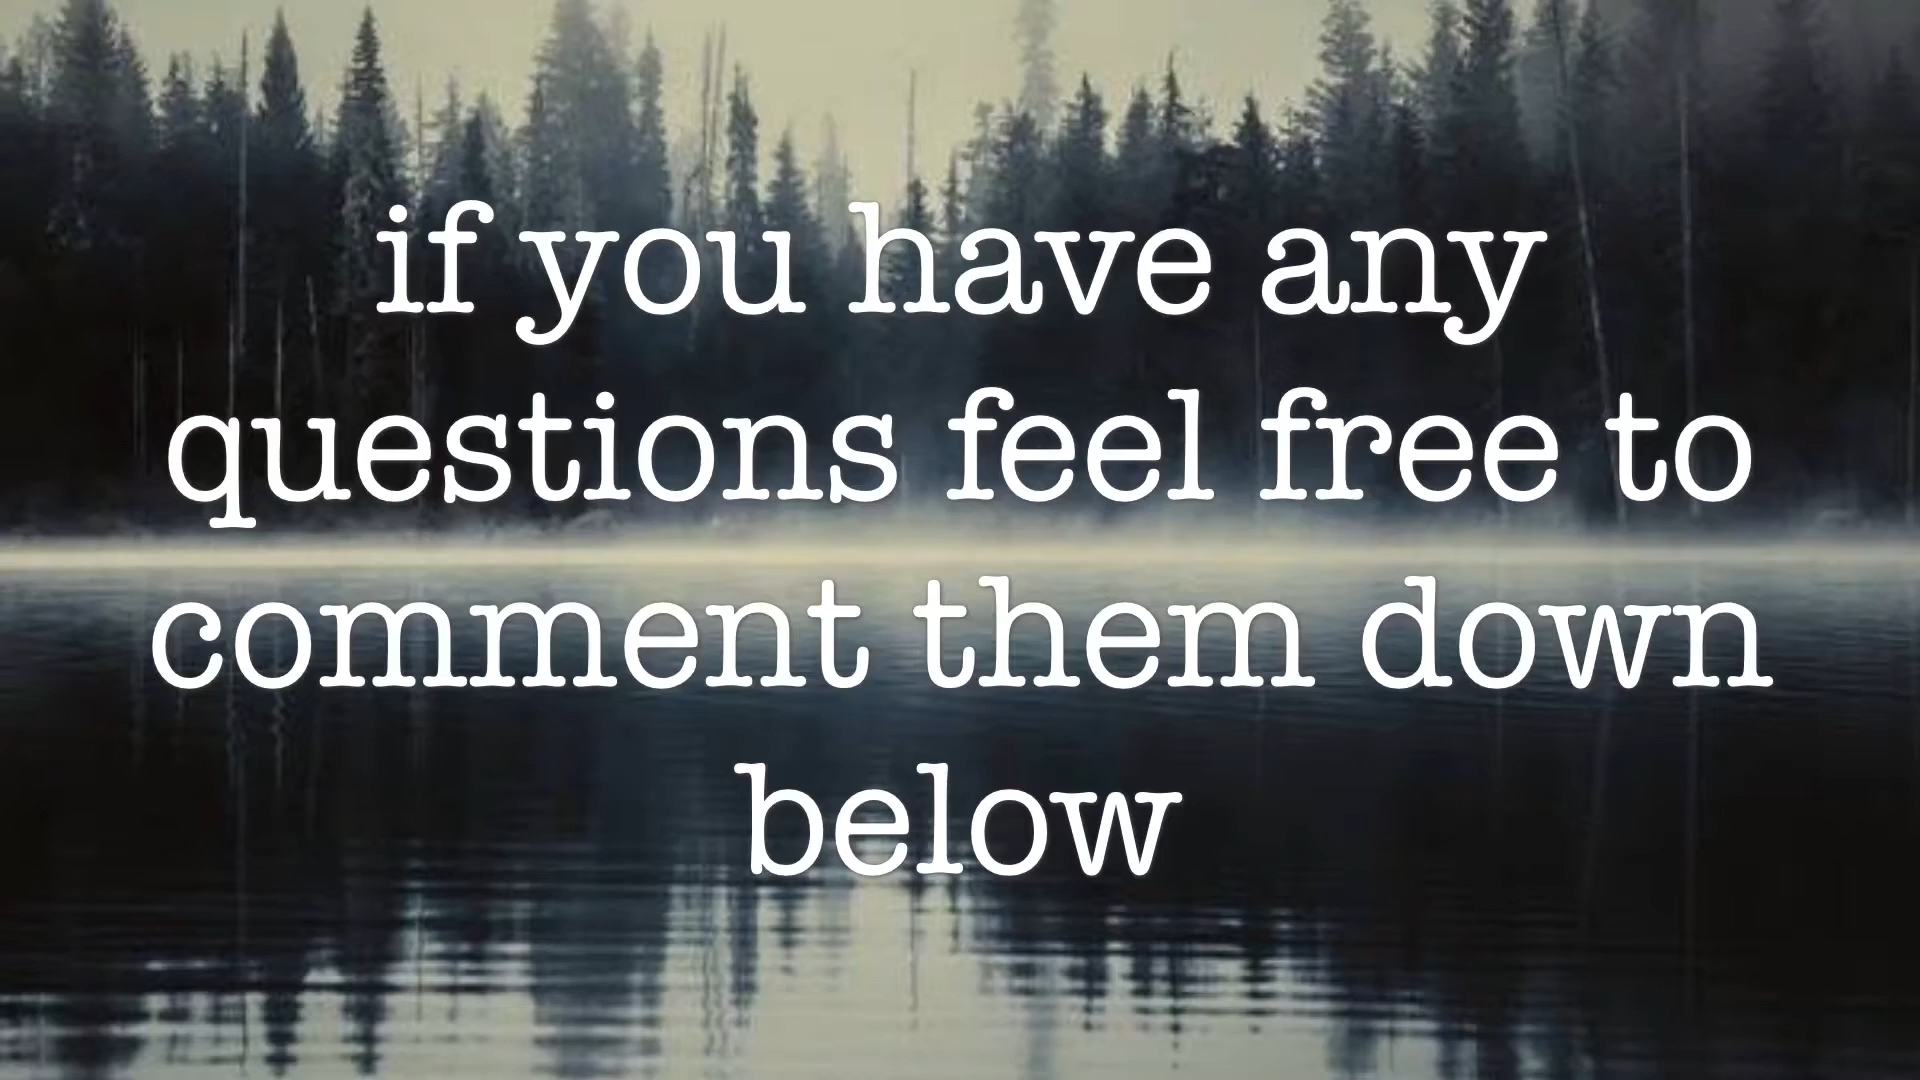 if you have any
questions feel free to
comment them down
below